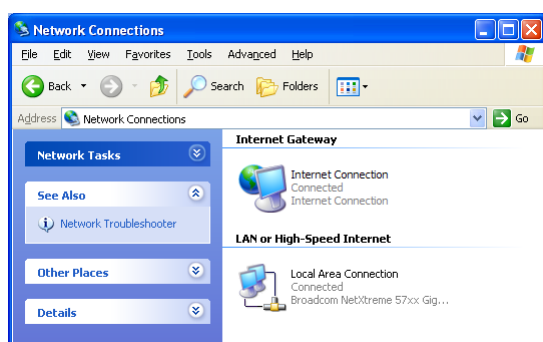 Network Connections
File Edit View Favorites Tools Advanced Help
Back Search Folders
Address Network Connections Go
Network Tasks
See Also
Network Troubleshooter
Other Places
Details
Internet Gateway
Internet Connection
Connected
Internet Connection
LAN or High-Speed Internet
Local Area Connection
Connected
Broadcom NetXtreme 57xx Gig...